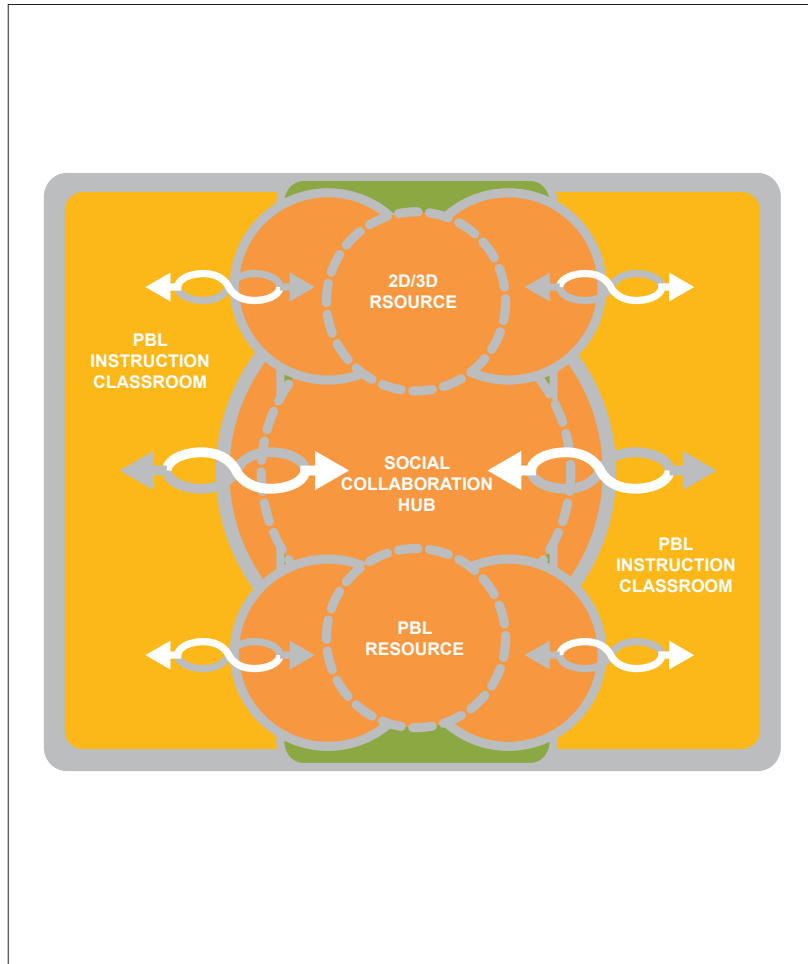 2D/3D
RSOURCE
PBL
INSTRUCTION
CLASSROOM
SOCIAL
COLLABORATION
HUB
PBL
INSTRUCTION
CLASSROOM
PBL
RESOURCE